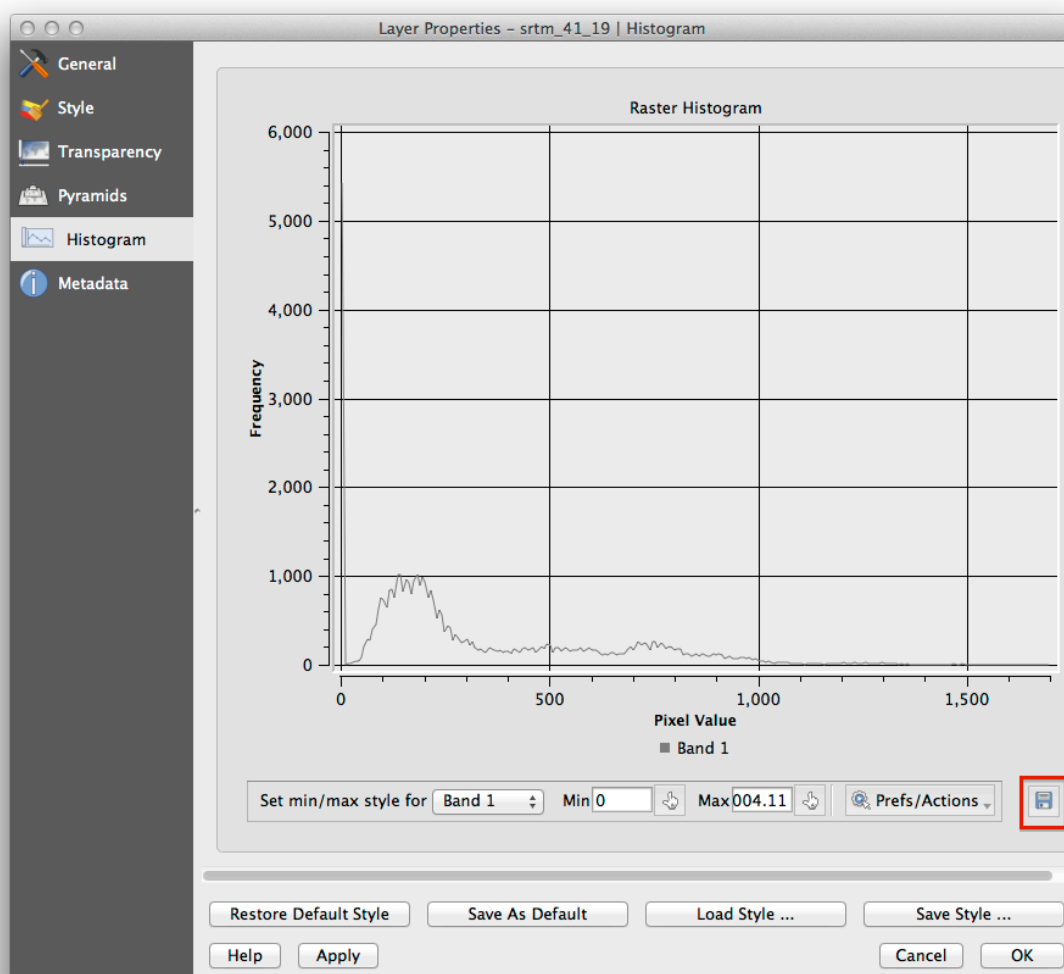 Layer Properties – srtm_41_19 | Histogram
General
Style
Transparency
Pyramids
Histogram
Metadata
Raster Histogram
6,000
5,000
4,000
3,000
2,000
1,000
0
Frequency
0 500 1,000 1,500
Pixel Value
Band 1
Set min/max style for Band 1 Min 0 Max 004.11 Prefs/Actions
Restore Default Style Save As Default Load Style ... Save Style ...
Help Apply Cancel OK